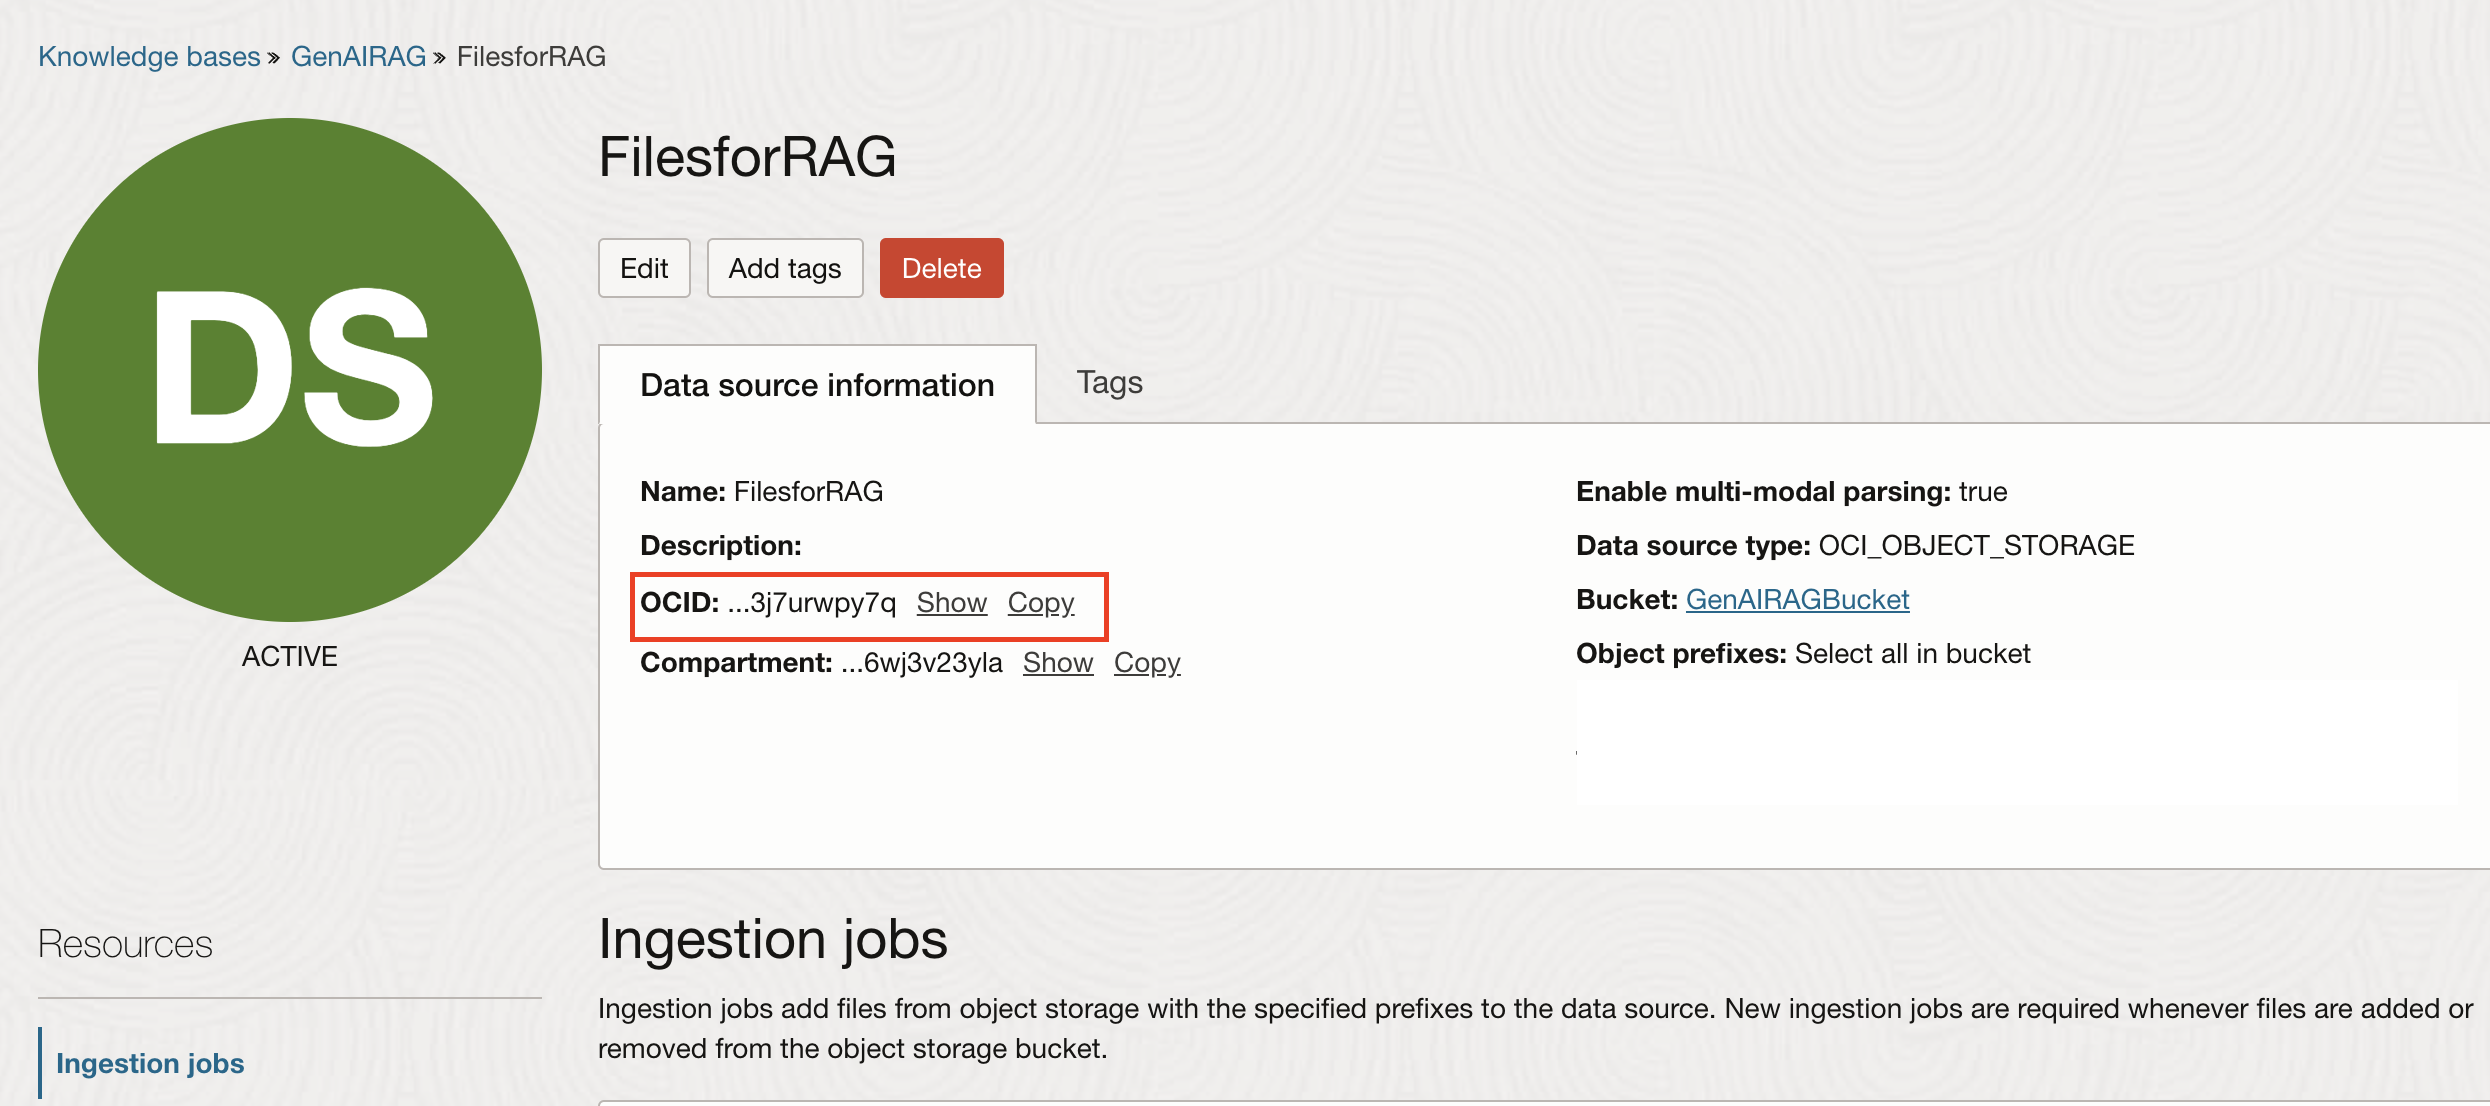 Knowledge bases » GenAIRAG » FilesforRAG
DS
ACTIVE
FilesforRAG
Edit Add tags Delete
Data source information Tags
Name: FilesforRAG
Description:
OCID: ...3j7urwpy7q Show Copy
Compartment: ...6wj3v23yla Show Copy
Enable multi-modal parsing: true
Data source type: OCI_OBJECT_STORAGE
Bucket: GenAIRAGBucket
Object prefixes: Select all in bucket
Resources
Ingestion jobs
Ingestion jobs
Ingestion jobs add files from object storage with the specified prefixes to the data source. New ingestion jobs are required whenever files are added or
removed from the object storage bucket.